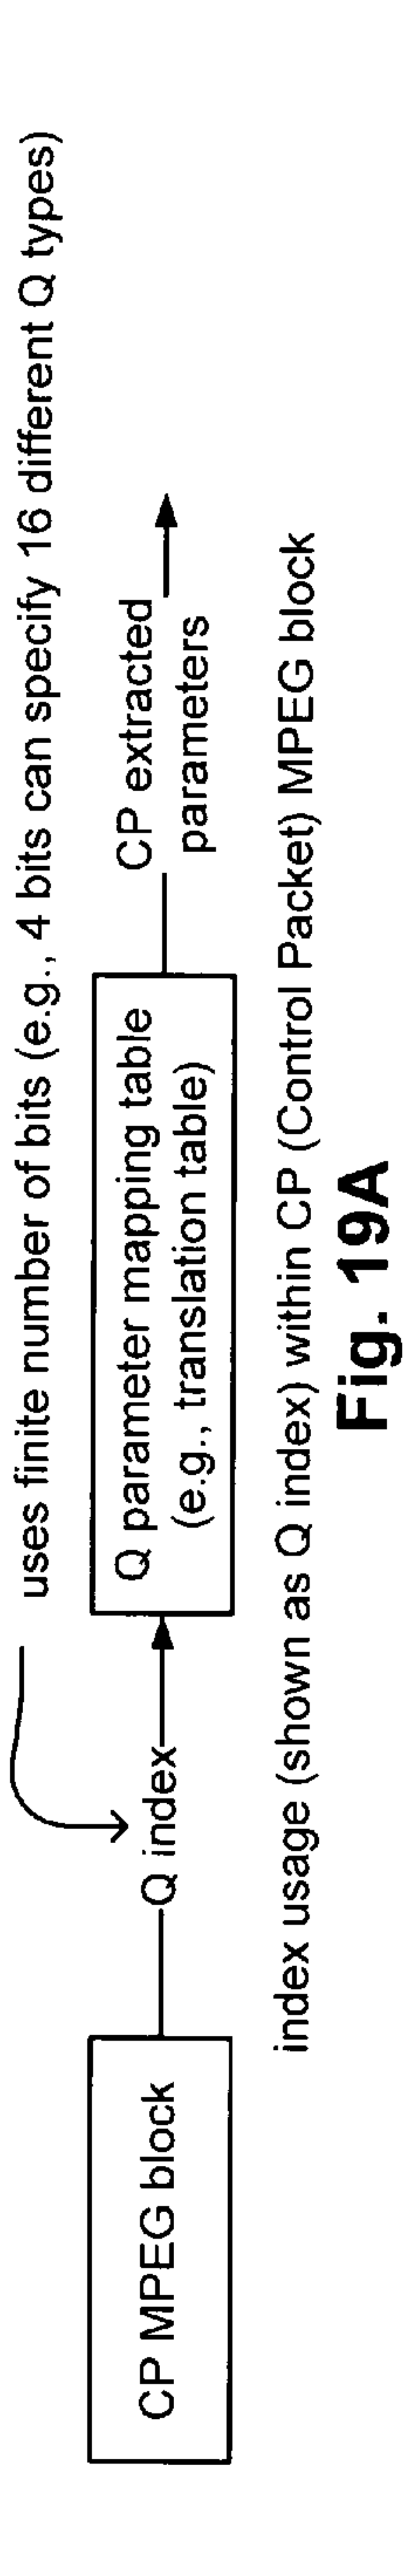 uses finite number of bits (e.g., 4 bits can specify 16 different Q types)
CP MPEG block
Q index
Q parameter mapping table
(e.g., translation table)
CP extracted
parameters
index usage (shown as Q index) within CP (Control Packet) MPEG block
Fig. 19A